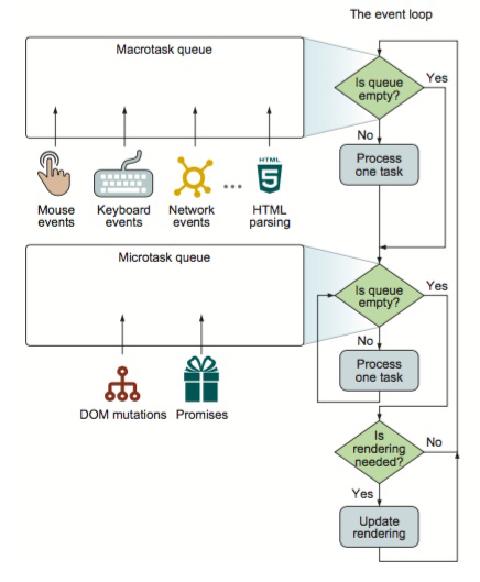 The event loop
Macrotask queue
Is queue
empty?
Yes
No
Process
one task
HTML
5
...
Mouse
events
Keyboard
events
Network
events
HTML
parsing
Microtask queue
Is queue
empty?
Yes
No
Process
one task
DOM mutations
Promises
Is
rendering
needed?
No
Yes
Update
rendering